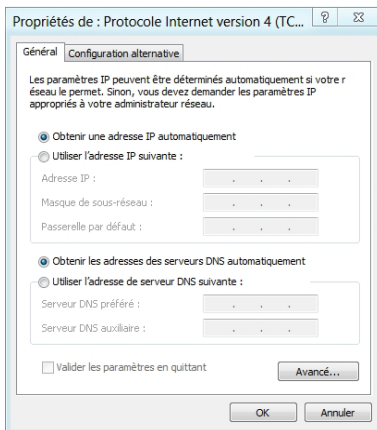 Propriétés de : Protocole Internet version 4 (TC...
Général
Configuration alternative
Les paramètres IP peuvent être déterminés automatiquement si votre r
éseau le permet. Sinon, vous devez demander les paramètres IP
appropriés à votre administrateur réseau.
Obtenir une adresse IP automatiquement
Utiliser l'adresse IP suivante :
Adresse IP :
Masque de sous-réseau :
Passerelle par défaut :
Obtenir les adresses des serveurs DNS automatiquement
Utiliser l'adresse de serveur DNS suivante :
Serveur DNS préféré :
Serveur DNS auxiliaire :
Valider les paramètres en quittant
Avancé...
OK
Annuler